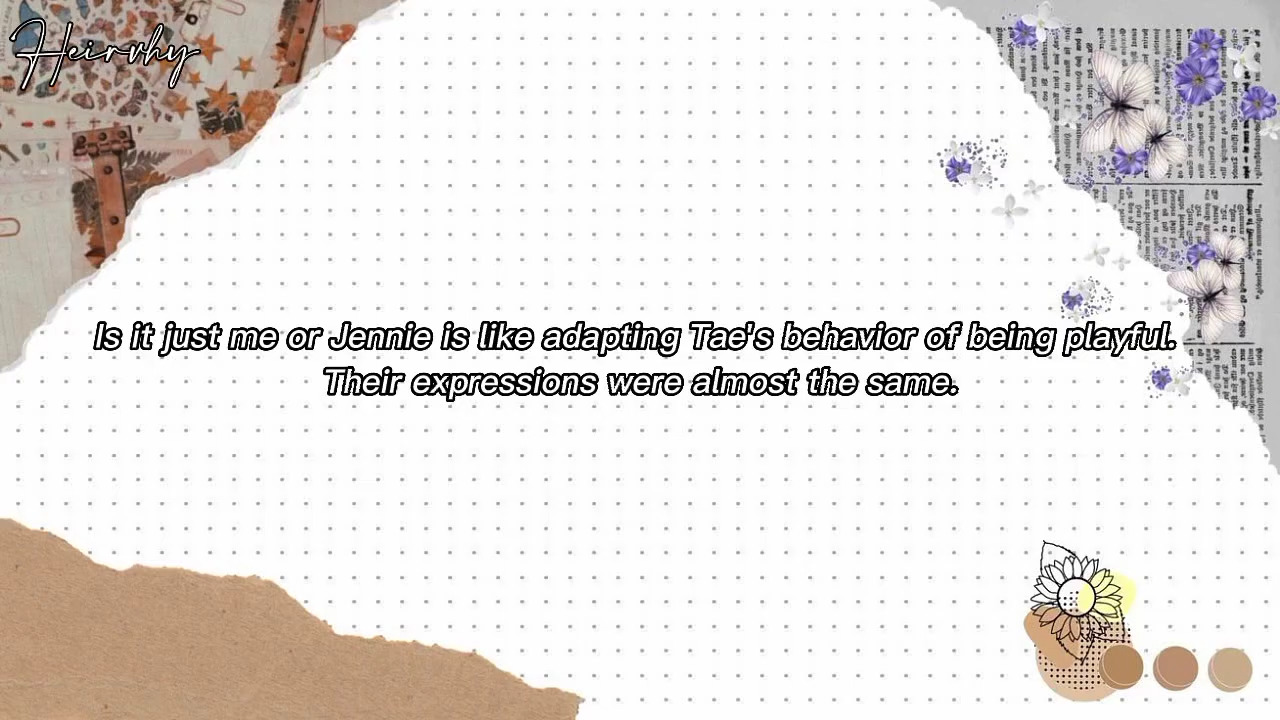 Heirvhy
Is it just me or Jennie is like adapting Tae's behavior of being playful.
Their expressions were almost the same.